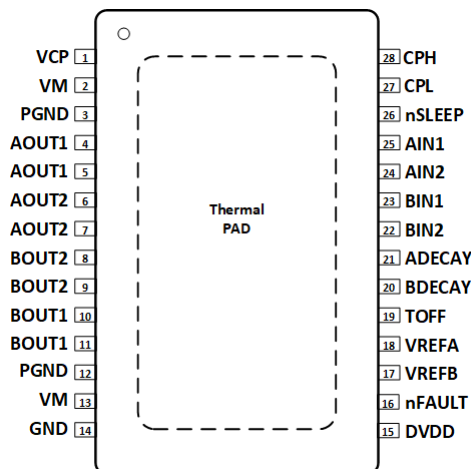 VCP 1 28 CPH
VM 2 27 CPL
PGND 3 26 nSLEEP
AOUT1 4 25 AIN1
AOUT1 5 24 AIN2
AOUT2 6 23 BIN1
AOUT2 7 22 BIN2
BOUT2 8 21 ADECAY
BOUT2 9 20 BDECAY
BOUT1 10 19 TOFF
BOUT1 11 18 VREFA
PGND 12 17 VREFB
VM 13 16 nFAULT
GND 14 15 DVDD
Thermal
PAD